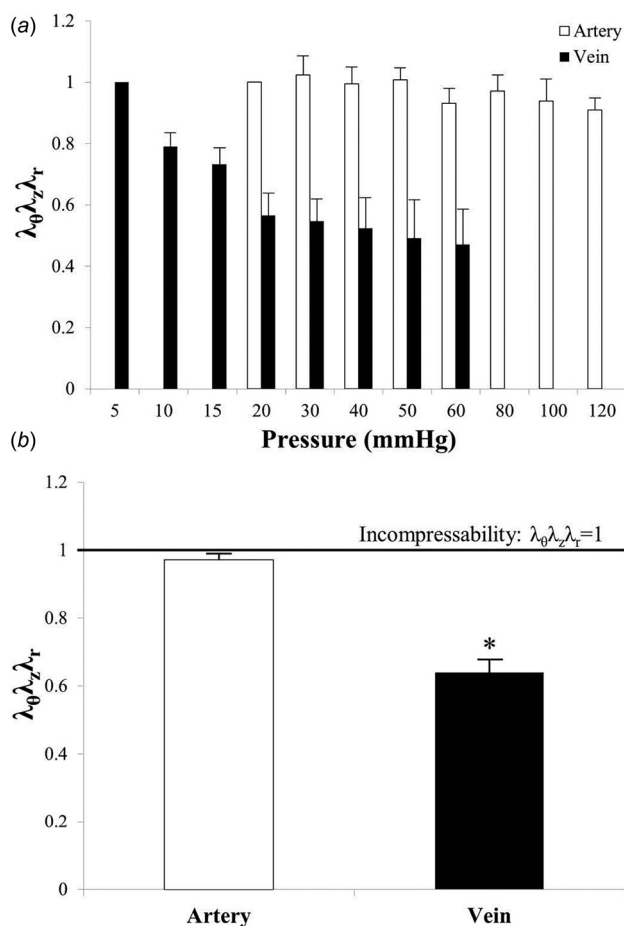 (a)
1.2
1
0.8
0.6
0.4
0.2
0
λθλzλr
Artery
Vein
5 10 15 20 30 40 50 60 80 100 120
Pressure (mmHg)
(b)
1.2
1
0.8
0.6
0.4
0.2
0
λθλzλr
Incompressability: λθλzλr=1
*
Artery Vein